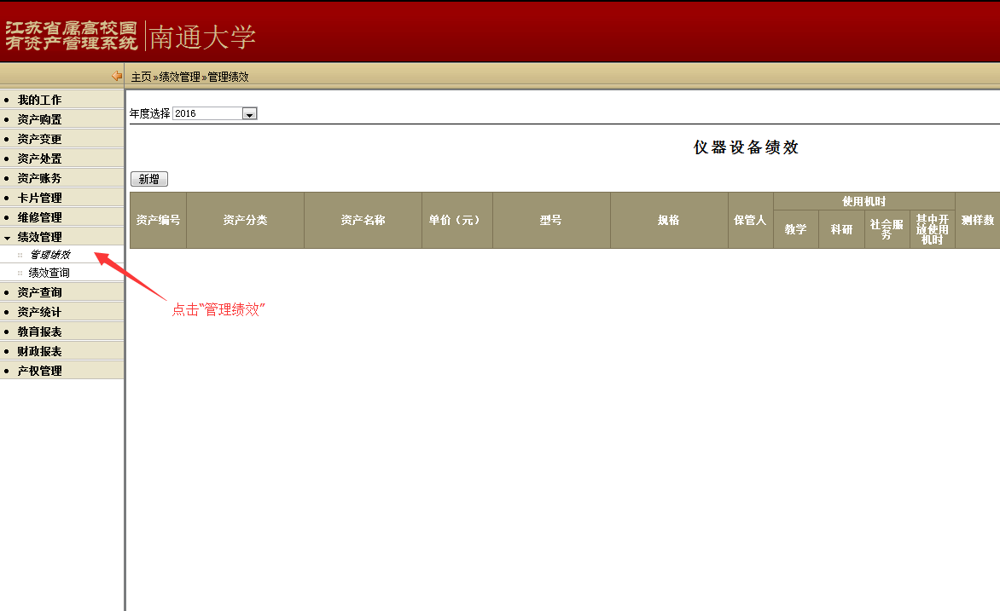 江苏省属高校国
有资产管理系统
南通大学
主页»绩效管理»管理绩效
我的工作
资产购置
资产变更
资产处置
资产账务
卡片管理
维修管理
绩效管理
管理绩效
绩效查询
资产查询
资产统计
教育报表
财政报表
产权管理
年度选择 2016
仪器设备绩效
新增
资产编号 资产分类 资产名称 单价（元） 型号 规格 保管人 使用机时 测样数
教学 科研 社会服
务
其中开
放使用
机时
点击“管理绩效”